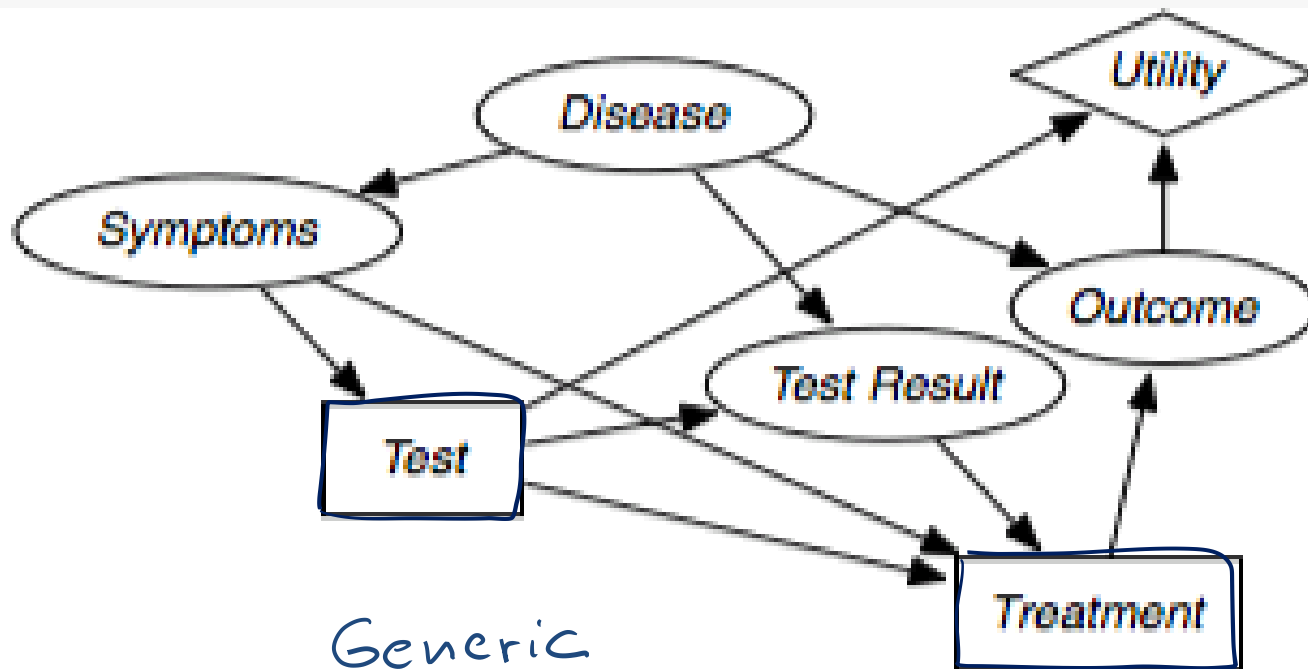 Utility
Disease
Symptoms
Outcome
Test Result
Test
Treatment
Generic